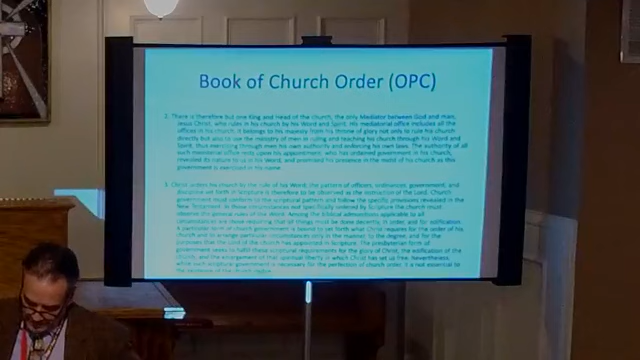 Book of Church Order (OPC)
There is therefore but one King and Head of the church, the only Mediator between God and man,
Jesus Christ, who rules in his church by his Word and Spirit. His mediatorial office includes all the
offices in his church. It belongs to his majesty from his throne of glory not only to rule his church
directly but also to use the ministry of men in ruling and teaching his church through his Word and
Spirit, thus exercising through men his own authority and enforcing his own laws. The authority of all
such ministerial office rests upon his appointment, who has ordained government in his church,
revealed its nature to us in his Word, and promised his presence in the midst of his church as this
government is exercised in his name.
3. Christ orders his church by the rule of his Word; the pattern of officers, ordinances, government, and
discipline set forth in Scripture is therefore to be observed as the instruction of the Lord. Church
government must conform to the scriptural pattern and follow the specific provisions revealed in the
New Testament. In those circumstances not specifically ordered by Scripture the church must
observe the general rules of the Word. Among the biblical admonitions applicable to all
circumstances are those requiring that all things must be done decently, in order, and for edification.
A particular form of church government is bound to set forth what Christ requires for the order of his
church and to arrange particular circumstances only in the manner, to the degree, and for the
purposes that the Lord of the church has appointed in Scripture. The presbyterian form of
government seeks to fulfill these scriptural requirements for the glory of Christ, the edification of the
church, and the enlargement of that spiritual liberty in which Christ has set us free. Nevertheless,
while such scriptural government is necessary for the perfection of church order, it is not essential to
the existence of the church visible.